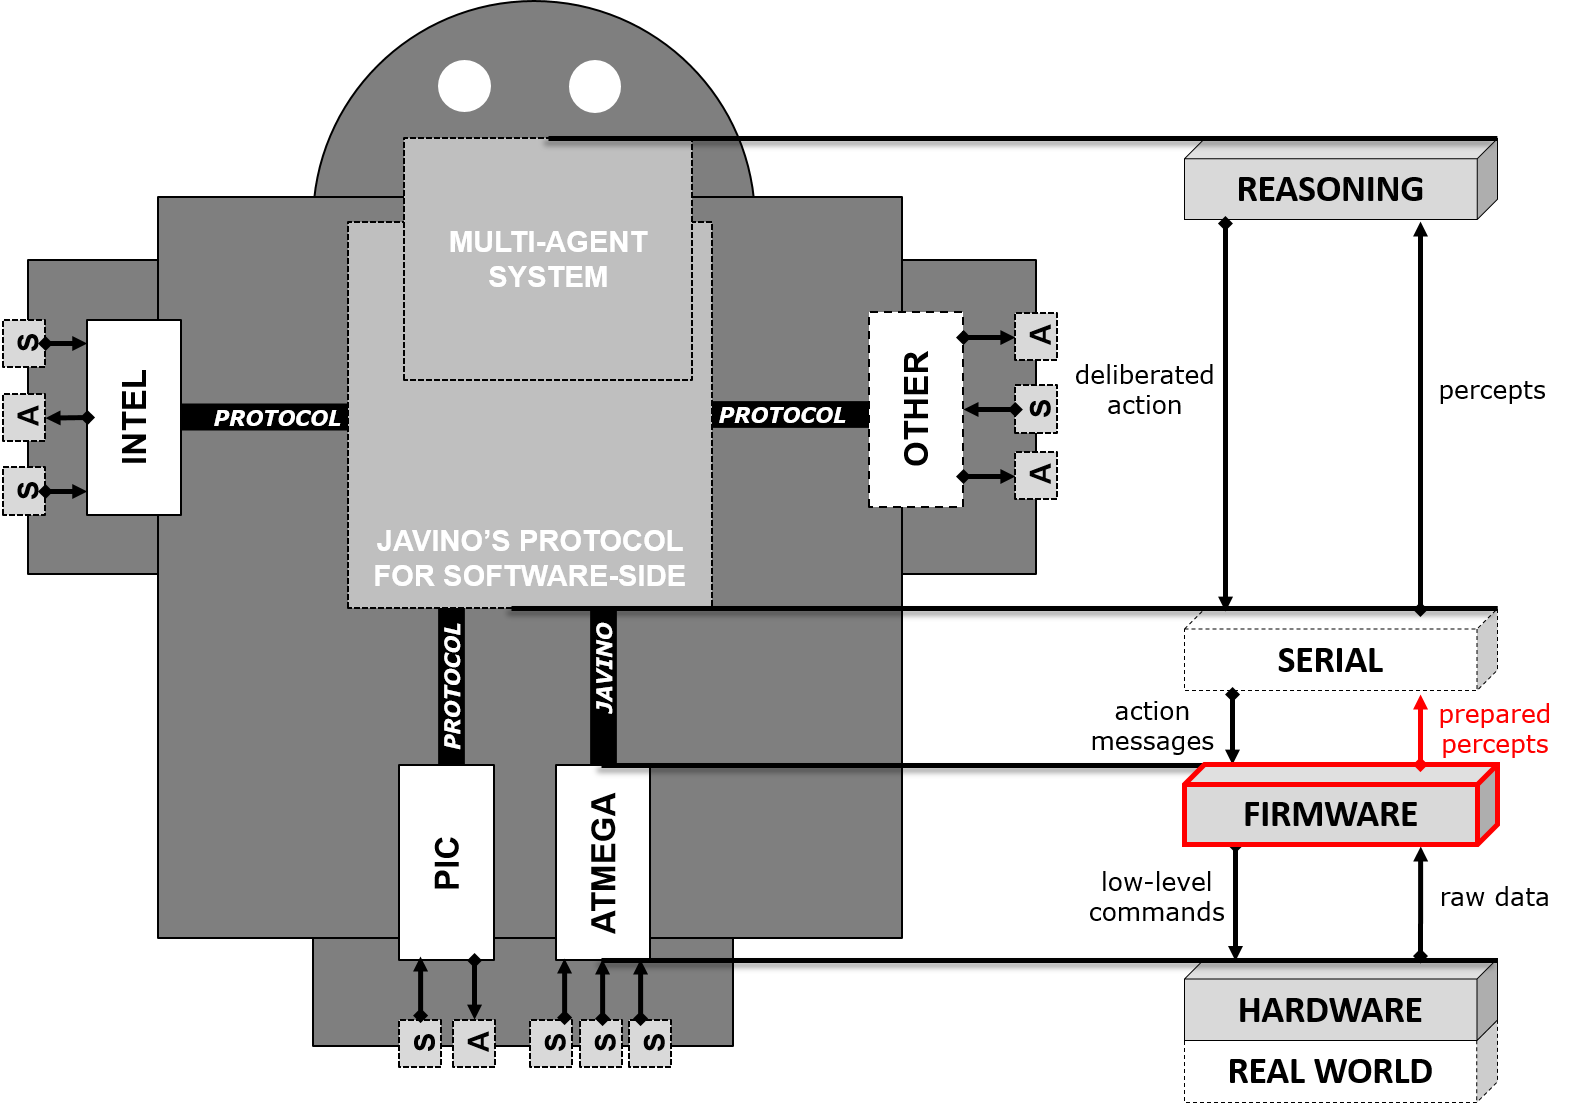 REASONING
MULTI-AGENT
SYSTEM
S
A
S
INTEL
PROTOCOL
PROTOCOL
OTHER
A
S
A
deliberated
action
percepts
JAVINO'S PROTOCOL
FOR SOFTWARE-SIDE
PROTOCOL
JAVINO
SERIAL
action
messages
prepared
percepts
PIC
ATMEGA
FIRMWARE
low-level
commands
raw data
S
A
S
S
S
HARDWARE
REAL WORLD